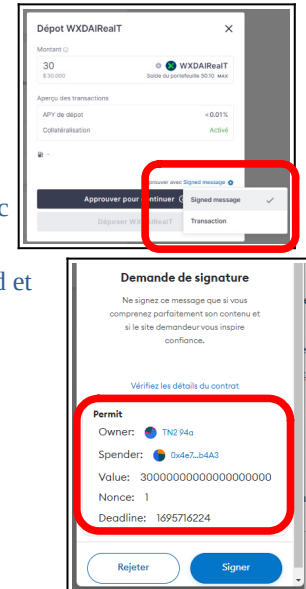 Dépôt WXDAIRealT
Montant
30
WXDAIRealT
$ 30.000
Solde du portefeuille 50.10 MAX
Aperçu des transactions
APY de dépôt
<0.01%
Collatéralisation
Activé
Approuver avec Signed message
Approuver pour continuer
Signed message
Déposer WXDAIRealT
Transaction
c
d et
Demande de signature
Ne signez ce message que si vous
comprenez parfaitement son contenu et
si le site demandeur vous inspire
confiance.
Vérifiez les détails du contrat
Permit
Owner: TN2 94a
Spender: 0x4e7...b4A3
Value: 30000000000000000000
Nonce: 1
Deadline: 1695716224
Rejeter
Signer